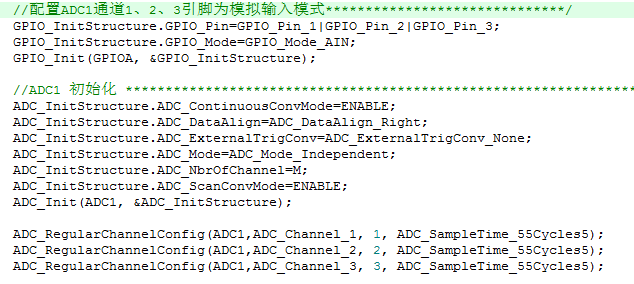 //配置ADC1通道1、2、3引脚为模拟输入模式******************************/
GPIO_InitStructure.GPIO_Pin=GPIO_Pin_1|GPIO_Pin_2|GPIO_Pin_3;
GPIO_InitStructure.GPIO_Mode=GPIO_Mode_AIN;
GPIO_Init(GPIOA, &GPIO_InitStructure);
//ADC1 初始化 ****************************************************************
ADC_InitStructure.ADC_ContinuousConvMode=ENABLE;
ADC_InitStructure.ADC_DataAlign=ADC_DataAlign_Right;
ADC_InitStructure.ADC_ExternalTrigConv=ADC_ExternalTrigConv_None;
ADC_InitStructure.ADC_Mode=ADC_Mode_Independent;
ADC_InitStructure.ADC_NbrOfChannel=M;
ADC_InitStructure.ADC_ScanConvMode=ENABLE;
ADC_Init(ADC1, &ADC_InitStructure);
ADC_RegularChannelConfig(ADC1,ADC_Channel_1, 1, ADC_SampleTime_55Cycles5);
ADC_RegularChannelConfig(ADC1,ADC_Channel_2, 2, ADC_SampleTime_55Cycles5);
ADC_RegularChannelConfig(ADC1,ADC_Channel_3, 3, ADC_SampleTime_55Cycles5);